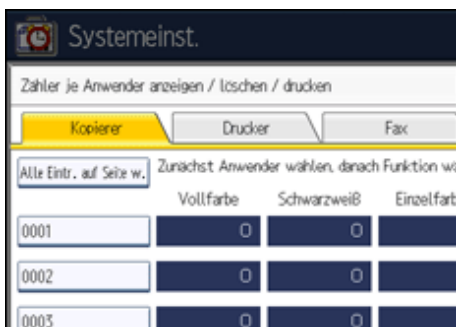 Systemeinst.
Zähler je Anwender anzeigen / löschen / drucken
Kopierer Drucker Fax
Alle Eintr. auf Seite w. Zunächst Anwender wählen, danach Funktion wä
Vollfarbe Schwarzweiß Einzelfarb
0001 0 0
0002 0 0
0003 0 0